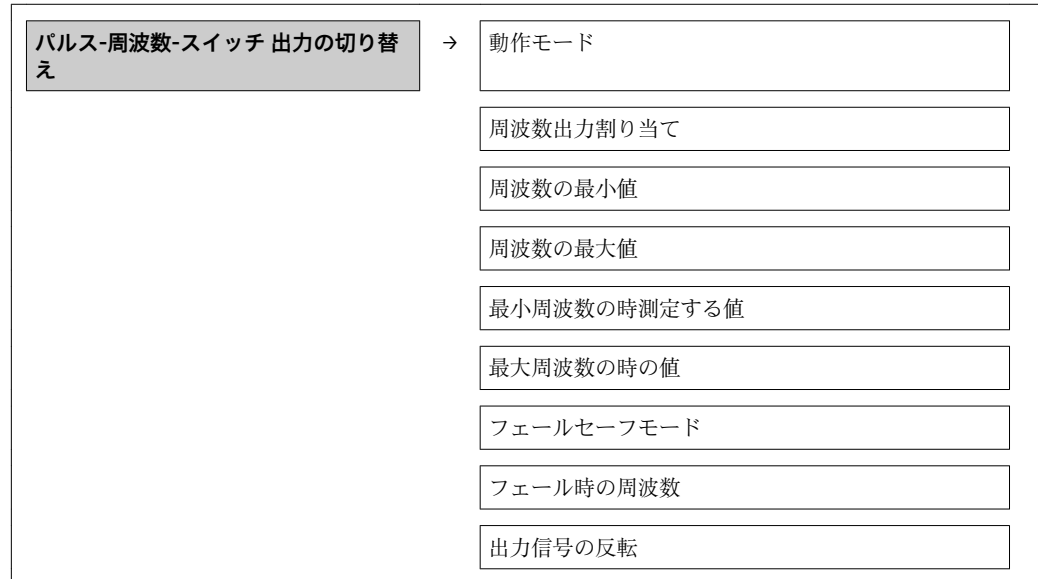 パルス-周波数-スイッチ 出力の切り替
え
→
動作モード
周波数出力割り当て
周波数の最小値
周波数の最大値
最小周波数の時測定する値
最大周波数の時の値
フェールセーフモード
フェール時の周波数
出力信号の反転